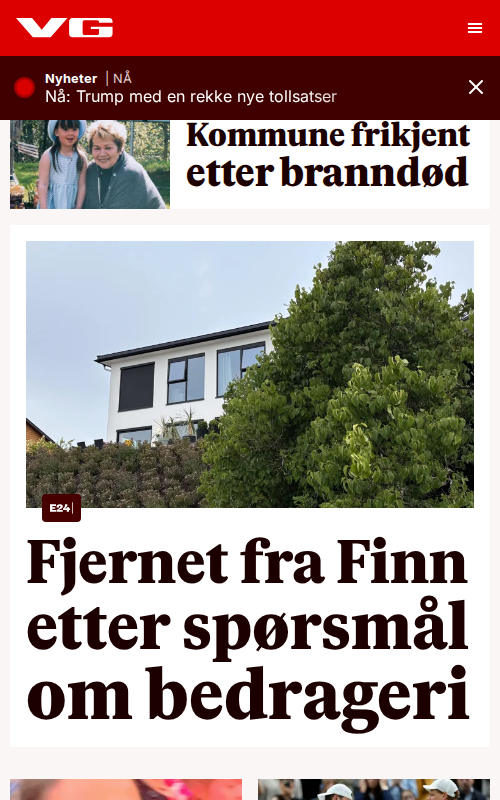 VG
Nyheter | NÅ
Nå: Trump med en rekke nye tollsatser
Kommune frikjent
etter branndød
E24
Fjernet fra Finn
etter spørsmål
om bedrageri